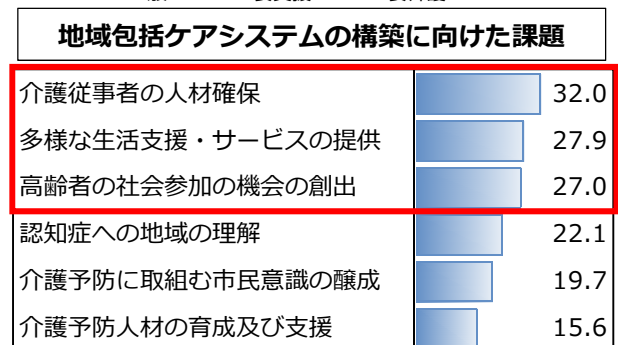 地域包括ケアシステムの構築に向けた課題
介護従事者の人材確保 32.0
多様な生活支援・サービスの提供 27.9
高齢者の社会参加の機会の創出 27.0
認知症への地域の理解 22.1
介護予防に取組む市民意識の醸成 19.7
介護予防人材の育成及び支援 15.6